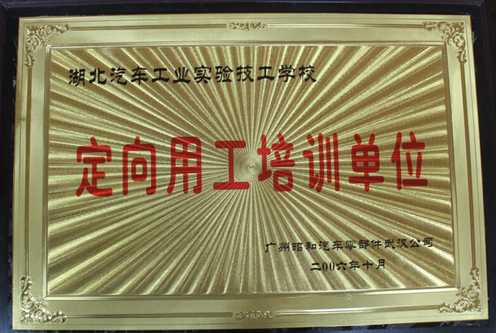 湖北汽车工业实验技工学校
定向用工培训单位
广州昭和汽车零部件武汉公司
二00六年十月